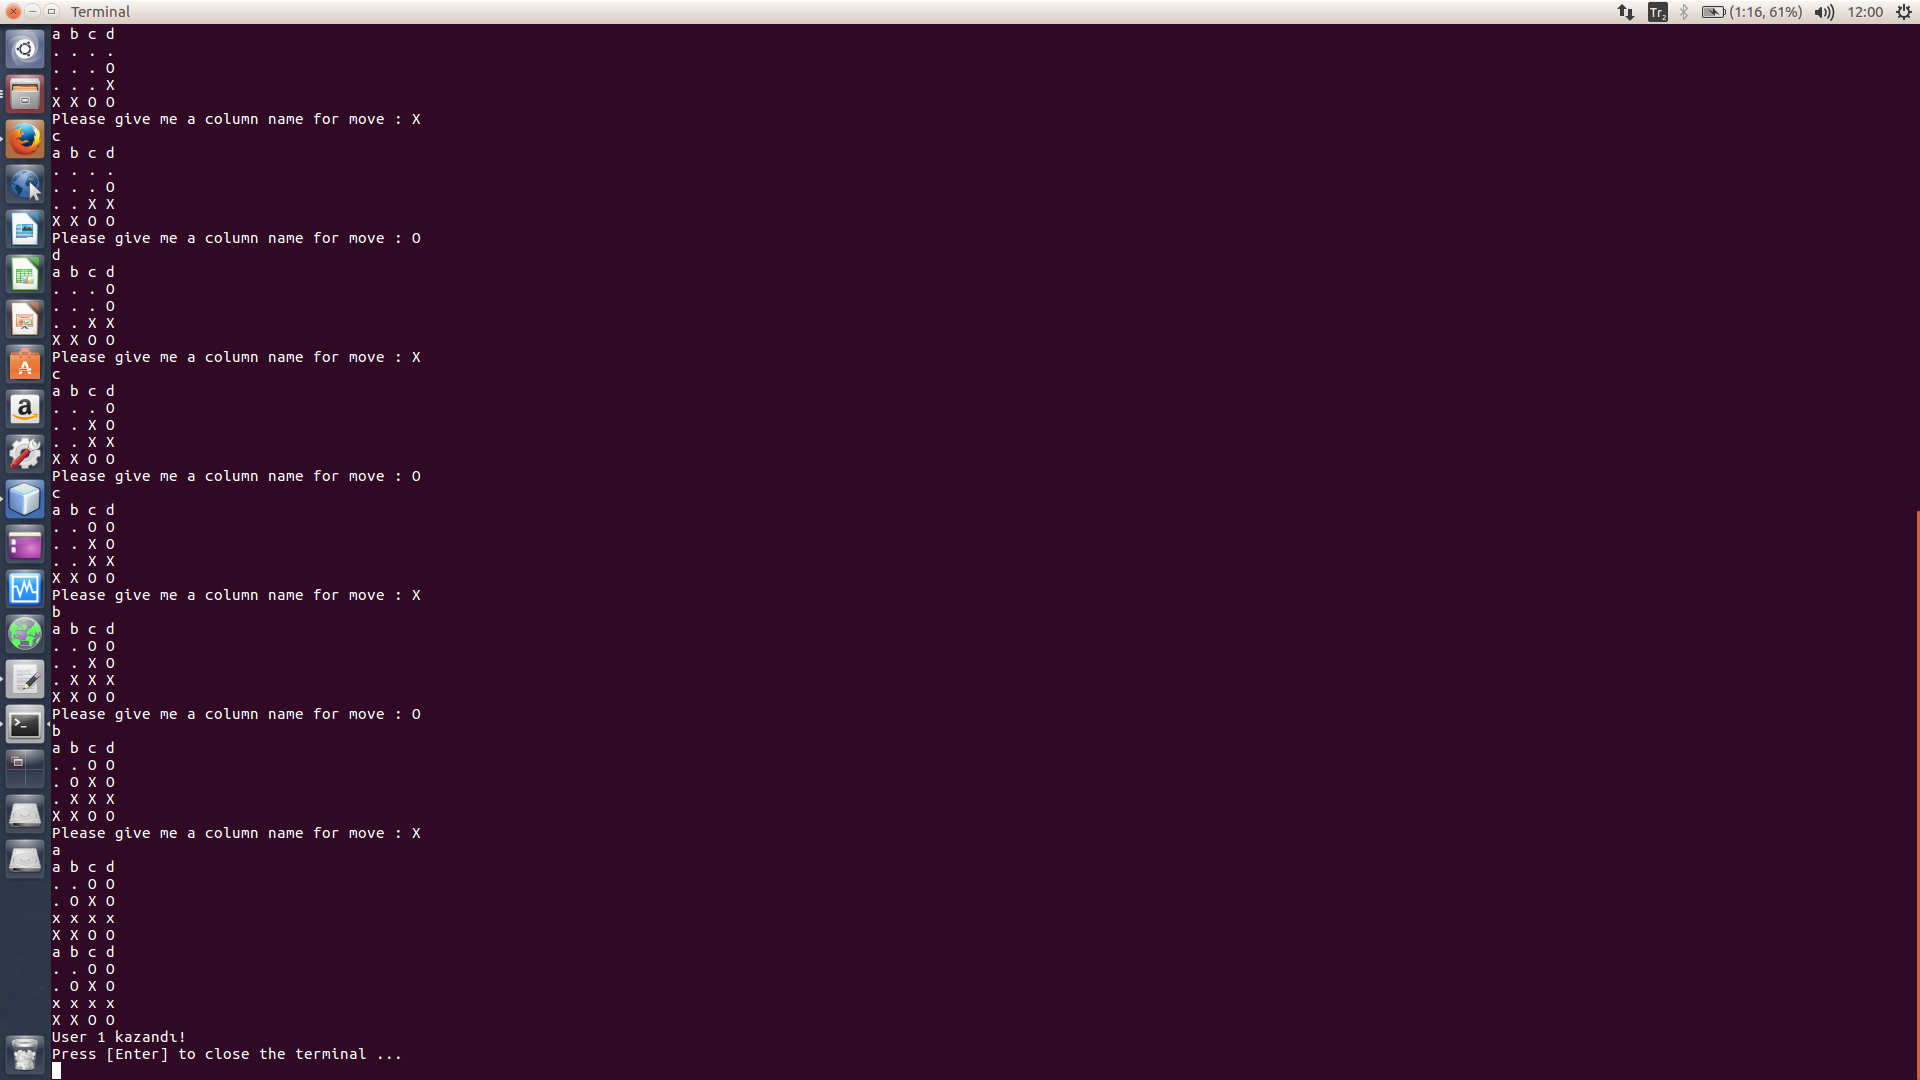 Terminal
Tr2 (1:16, 61%) 12:00
a b c d
. . . .
. . . O
. . . X
X X O O
Please give me a column name for move : X
c
a b c d
. . . .
. . . O
. . X X
X X O O
Please give me a column name for move : O
d
a b c d
. . . O
. . . O
. . X X
X X O O
Please give me a column name for move : X
c
a b c d
. . . O
. . X O
. . X X
X X O O
Please give me a column name for move : O
c
a b c d
. . O O
. . X O
. . X X
X X O O
Please give me a column name for move : X
b
a b c d
. . O O
. . X O
. X X X
X X O O
Please give me a column name for move : O
b
a b c d
. . O O
. O X O
. X X X
X X O O
Please give me a column name for move : X
a
a b c d
. . O O
. O X O
x x x x
X X O O
a b c d
. . O O
. O X O
x x x x
X X O O
User 1 kazandı!
Press [Enter] to close the terminal ...